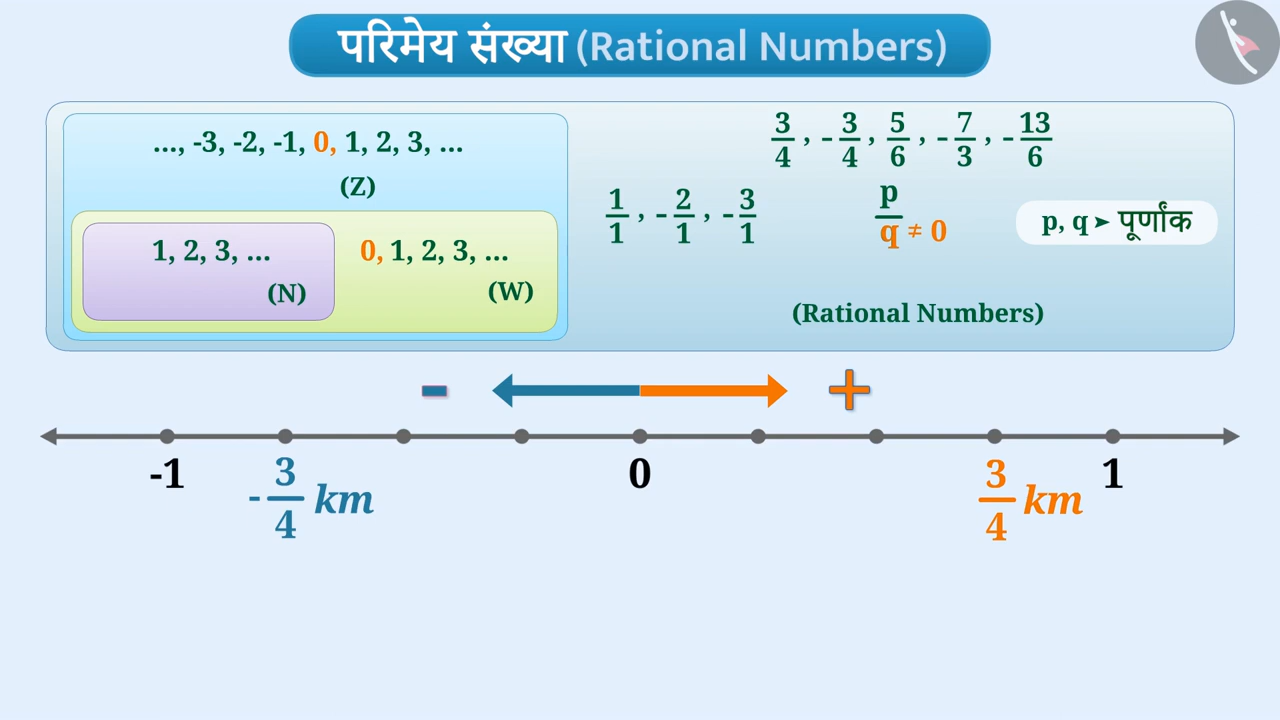 परिमेय संख्या (Rational Numbers)
..., -3, -2, -1, 0, 1, 2, 3, ...
(Z)
1, 2, 3, ...
(N)
0, 1, 2, 3, ...
(W)
3/4 , -3/4 , 5/6 , -7/3 , -13/6
1/1 , -2/1 , -3/1
p/q ≠ 0
p, q ➤ पूर्णांक
(Rational Numbers)
- +
-1 0 1
-3/4 km 3/4 km